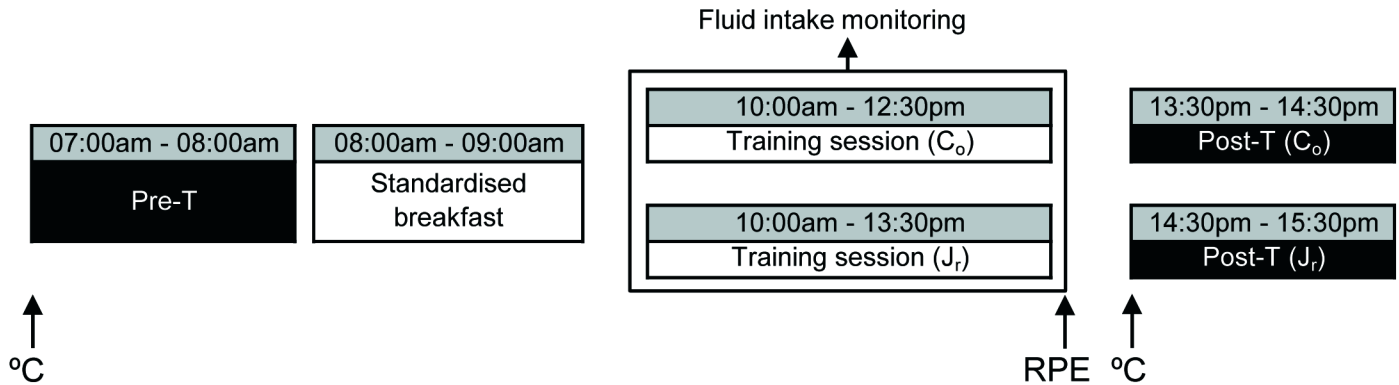 Fluid intake monitoring
07:00am - 08:00am
Pre-T
08:00am - 09:00am
Standardised
breakfast
10:00am - 12:30pm
Training session (Cₒ)
10:00am - 13:30pm
Training session (Jᵣ)
13:30pm - 14:30pm
Post-T (Cₒ)
14:30pm - 15:30pm
Post-T (Jᵣ)
ºC
RPE
ºC